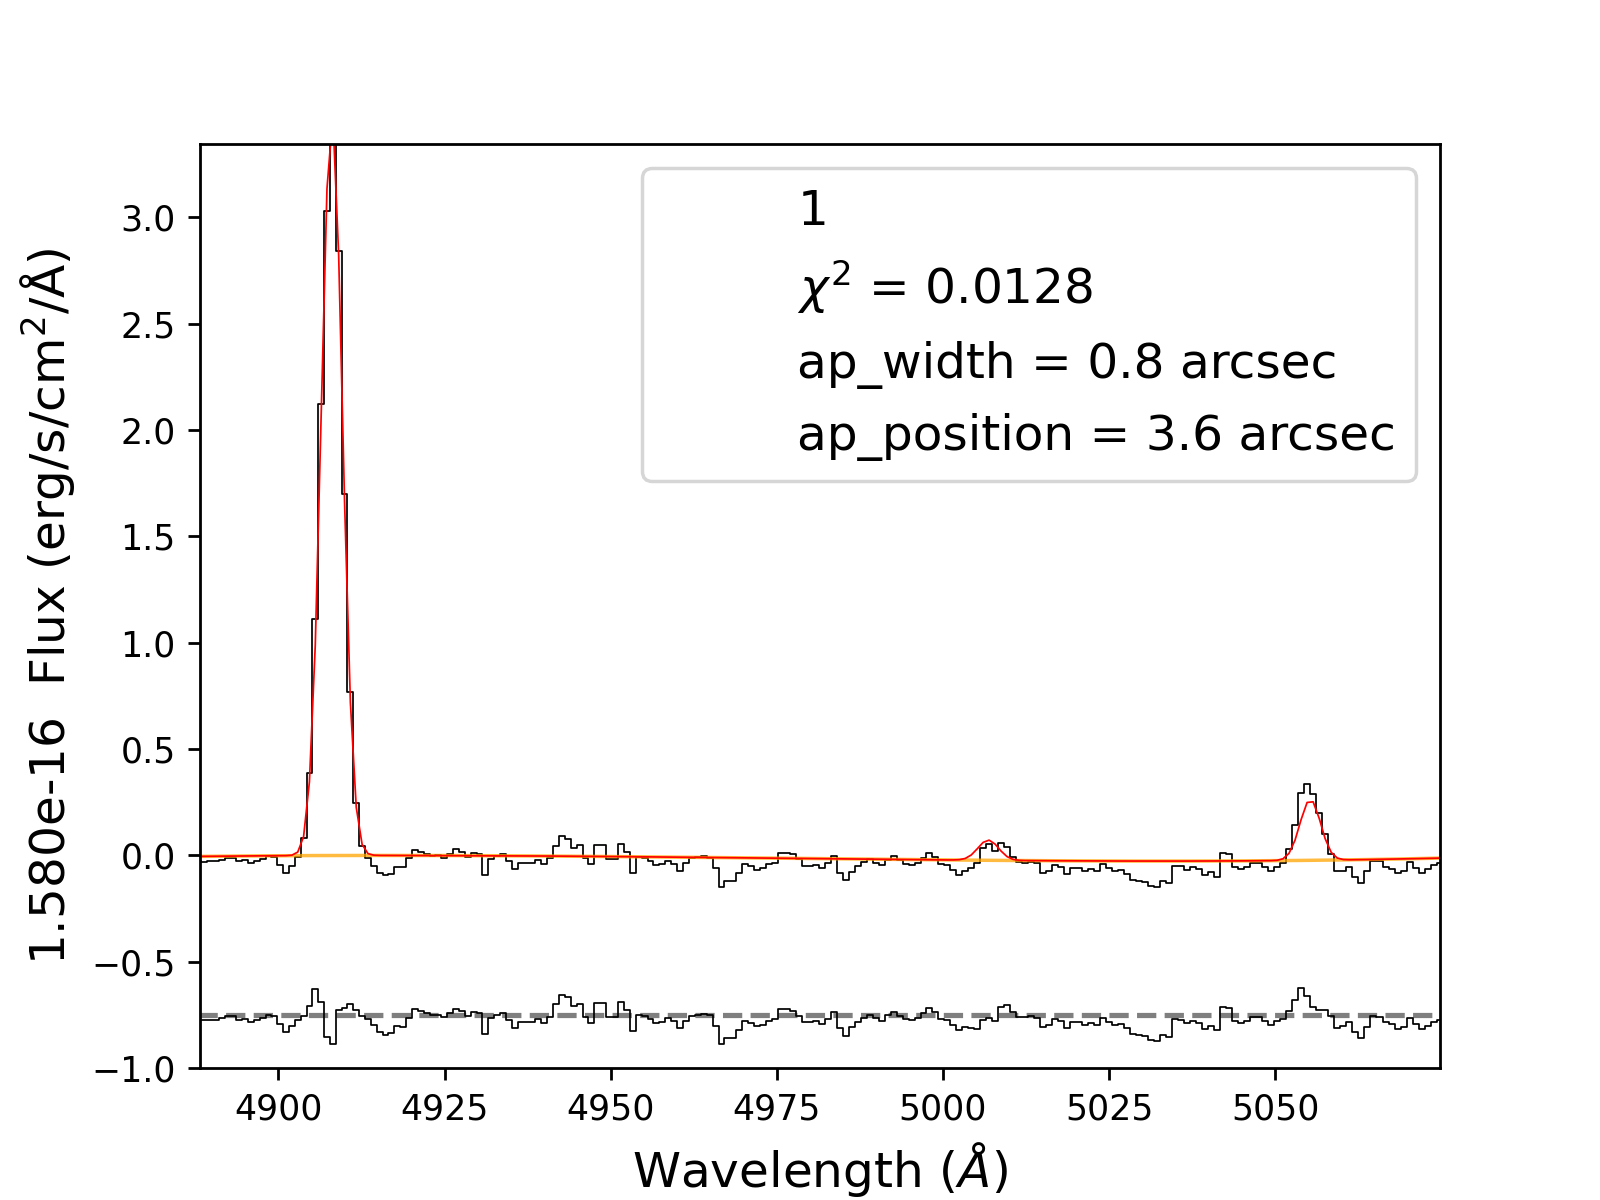 1
χ² = 0.0128
ap_width = 0.8 arcsec
ap_position = 3.6 arcsec
1.580e-16 Flux (erg/s/cm²/Å)
3.0
2.5
2.0
1.5
1.0
0.5
0.0
−0.5
−1.0
4900 4925 4950 4975 5000 5025 5050
Wavelength (Å)